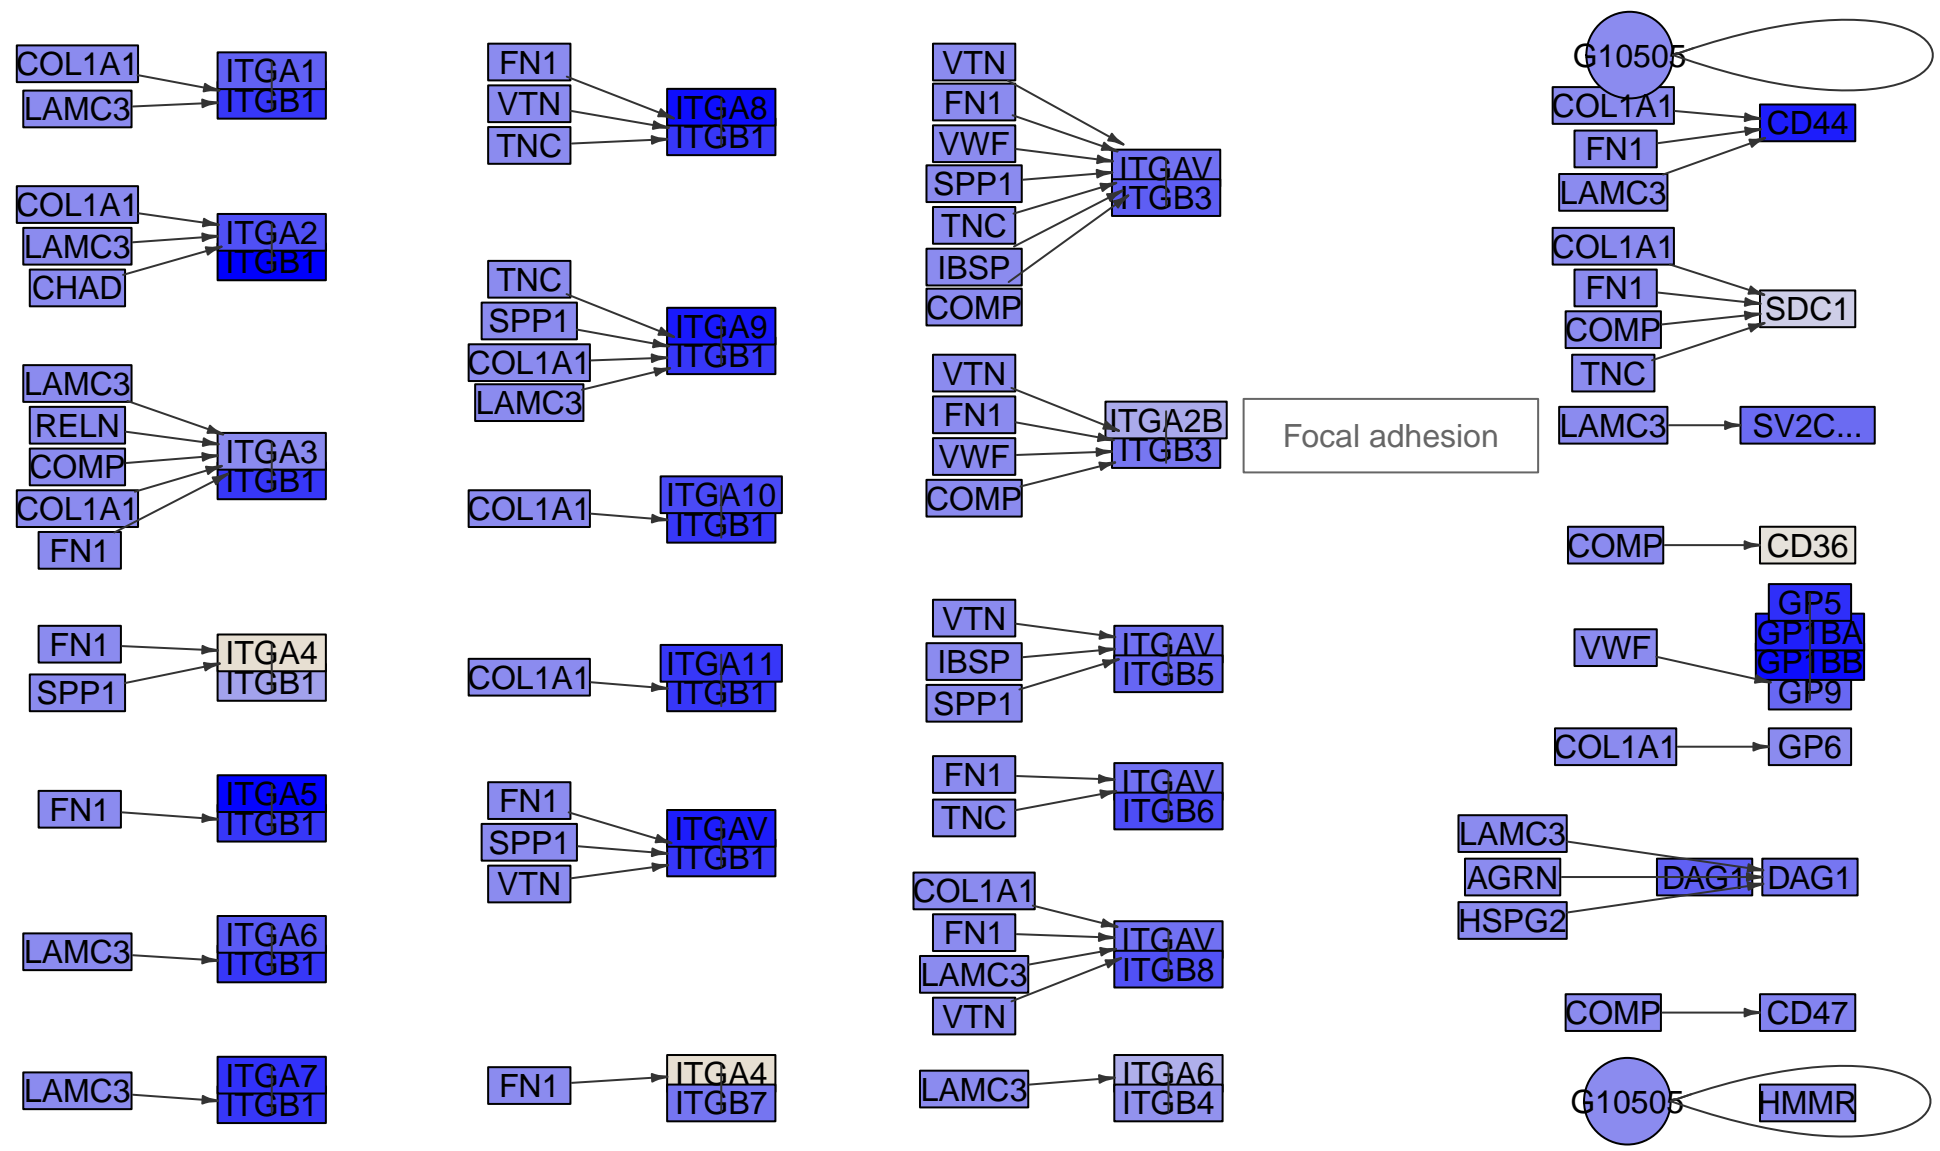 COL1A1
LAMC3
ITGA1
ITGB1
COL1A1
LAMC3
CHAD
ITGA2
ITGB1
LAMC3
RELN
COMP
COL1A1
FN1
ITGA3
ITGB1
FN1
SPP1
ITGA4
ITGB1
FN1
ITGA5
ITGB1
LAMC3
ITGA6
ITGB1
LAMC3
ITGA7
ITGB1
FN1
VTN
TNC
ITGA8
ITGB1
TNC
SPP1
COL1A1
LAMC3
ITGA9
ITGB1
COL1A1
ITGA10
ITGB1
COL1A1
ITGA11
ITGB1
FN1
SPP1
VTN
ITGAV
ITGB1
FN1
ITGA4
ITGB7
VTN
FN1
VWF
SPP1
TNC
IBSP
COMP
ITGAV
ITGB3
VTN
FN1
VWF
COMP
ITGA2B
ITGB3
Focal adhesion
VTN
IBSP
SPP1
ITGAV
ITGB5
FN1
TNC
ITGAV
ITGB6
COL1A1
FN1
LAMC3
VTN
ITGAV
ITGB8
LAMC3
ITGA6
ITGB4
G10505
COL1A1
FN1
LAMC3
CD44
COL1A1
FN1
COMP
TNC
SDC1
LAMC3
SV2C...
COMP
CD36
VWF
GP5
GP1BA
GP1BB
GP9
COL1A1
GP6
LAMC3
AGRN
HSPG2
DAG1
DAG1
COMP
CD47
G10505
HMMR